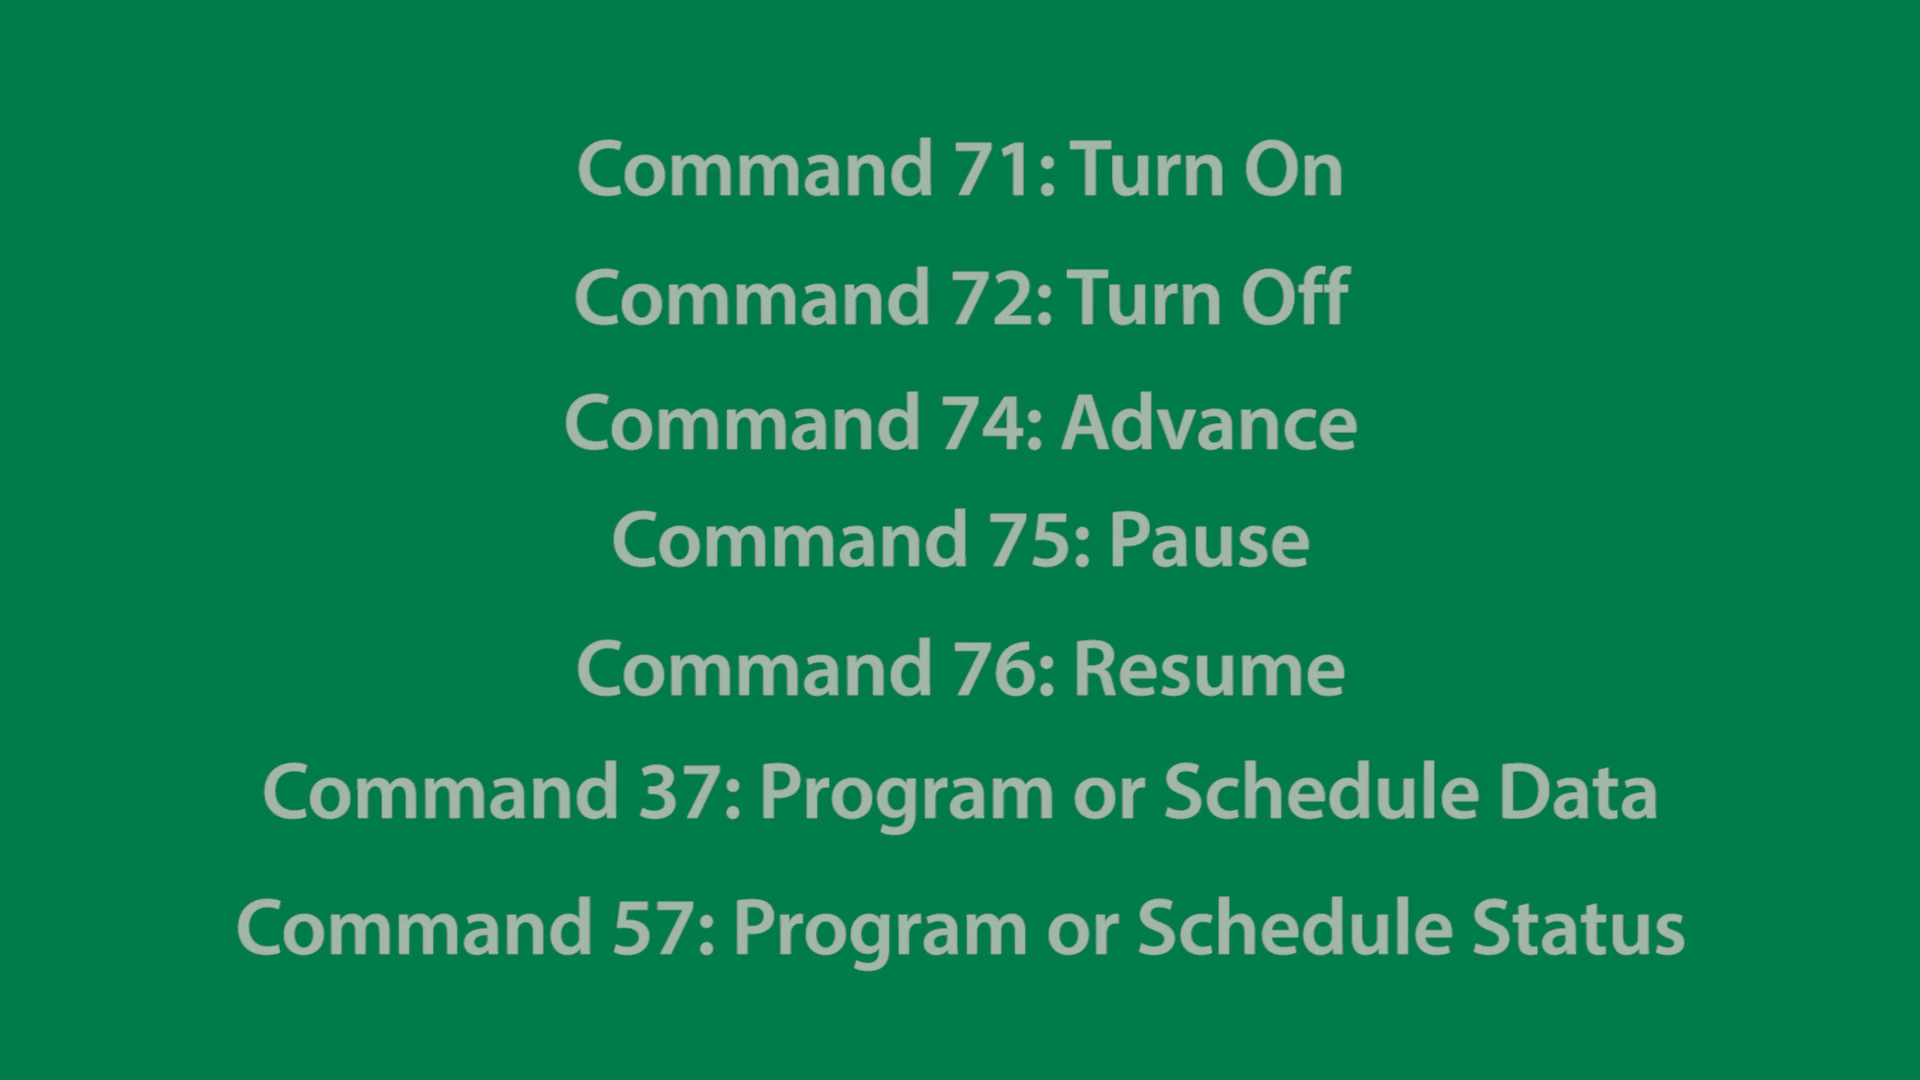 Command 71: Turn On
Command 72: Turn Off
Command 74: Advance
Command 75: Pause
Command 76: Resume
Command 37: Program or Schedule Data
Command 57: Program or Schedule Status